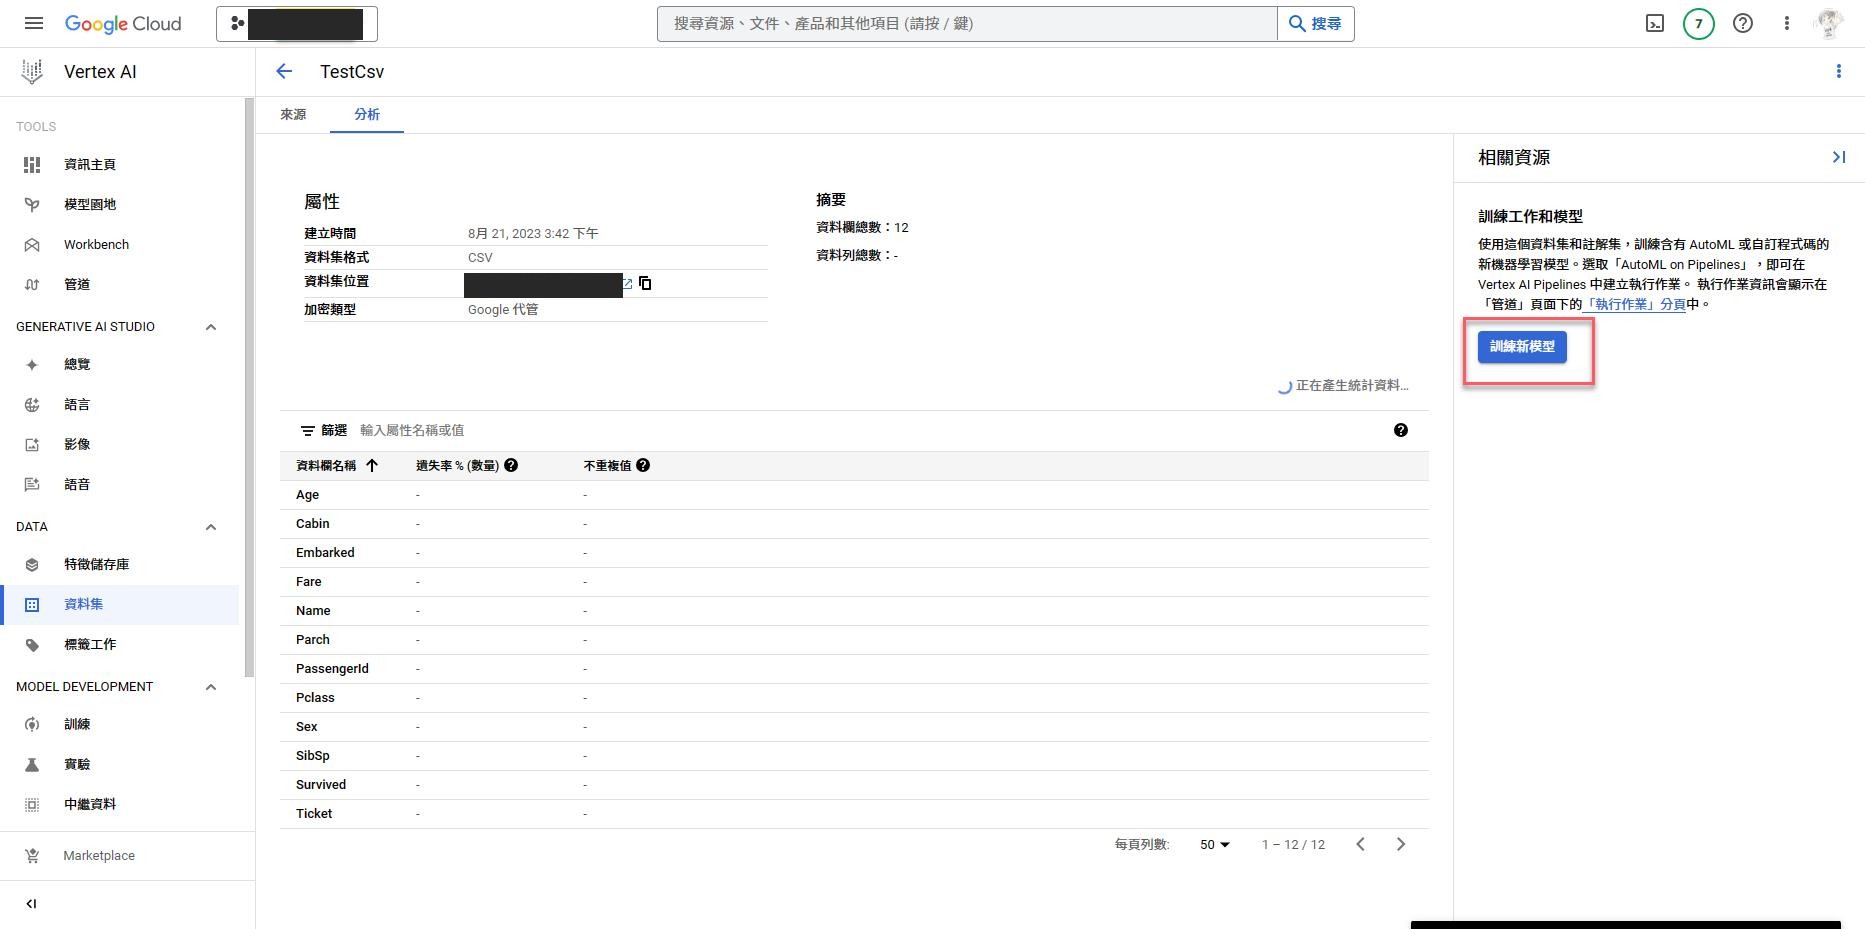 Google Cloud
搜尋資源、文件、產品和其他項目 (請按 / 鍵)
搜尋
7
Vertex AI
TestCsv
TOOLS
資訊主頁
模型園地
Workbench
管道
GENERATIVE AI STUDIO
總覽
語言
影像
語音
DATA
特徵儲存庫
資料集
標籤工作
MODEL DEVELOPMENT
訓練
實驗
中繼資料
Marketplace
來源
分析
屬性
建立時間 8月 21, 2023 3:42 下午
資料集格式 CSV
資料集位置
加密類型 Google 代管
摘要
資料欄總數：12
資料列總數：-
正在產生統計資料...
篩選 輸入屬性名稱或值
資料欄名稱 遺失率 % (數量) 不重複值
Age - -
Cabin - -
Embarked - -
Fare - -
Name - -
Parch - -
PassengerId - -
Pclass - -
Sex - -
SibSp - -
Survived - -
Ticket - -
每頁列數: 50 1 – 12 / 12
相關資源
訓練工作和模型
使用這個資料集和註解集，訓練含有 AutoML 或自訂程式碼的
新機器學習模型。選取「AutoML on Pipelines」，即可在
Vertex AI Pipelines 中建立執行作業。 執行作業資訊會顯示在
「管道」頁面下的「執行作業」分頁中。
訓練新模型